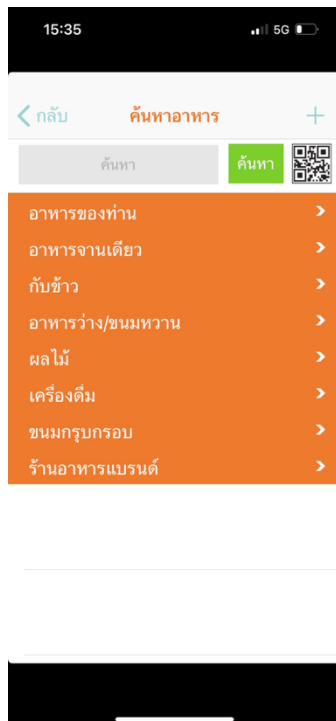 15:35 5G
กลับ ค้นหาอาหาร
ค้นหา ค้นหา
อาหารของท่าน
อาหารจานเดียว
กับข้าว
อาหารว่าง/ขนมหวาน
ผลไม้
เครื่องดื่ม
ขนมกรุบกรอบ
ร้านอาหารแบรนด์